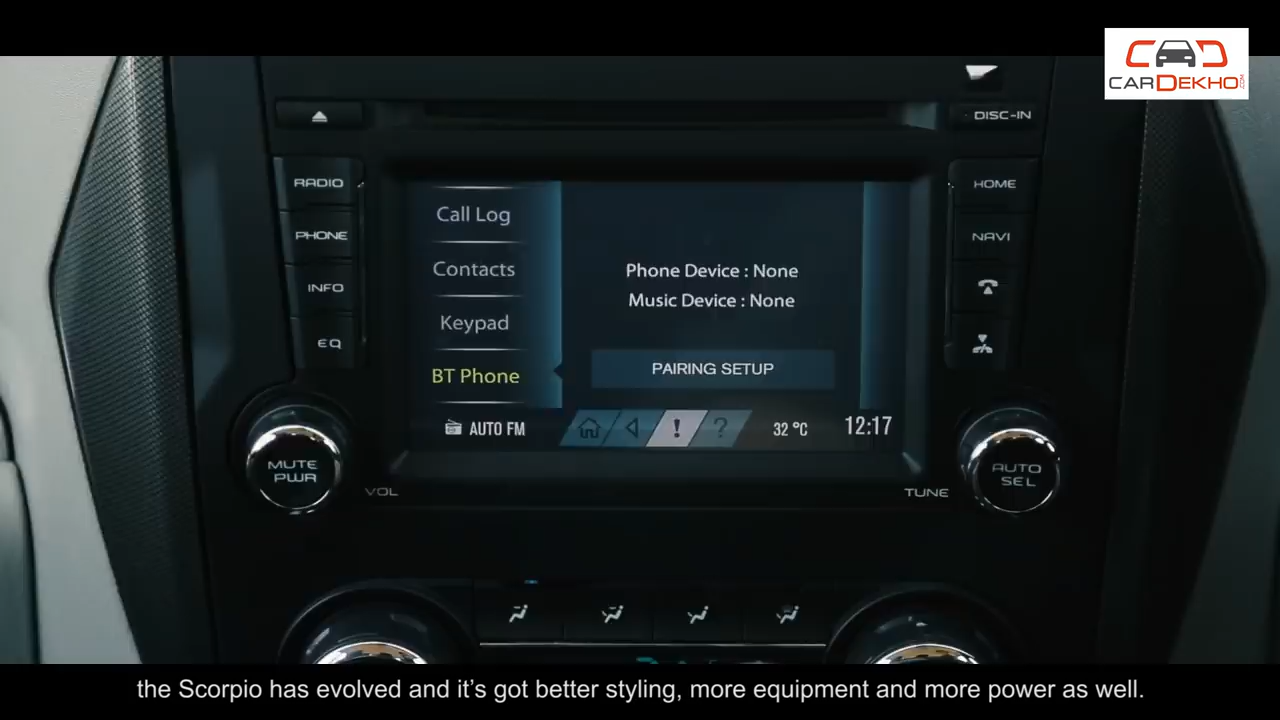 CARDEKHO.COM
DISC-IN
RADIO
PHONE
INFO
EQ
HOME
NAVI
Call Log
Contacts
Keypad
BT Phone
Phone Device : None
Music Device : None
PAIRING SETUP
AUTO FM
!
?
32 °C
12:17
MUTE
PWR
VOL
TUNE
AUTO
SEL
the Scorpio has evolved and it’s got better styling, more equipment and more power as well.